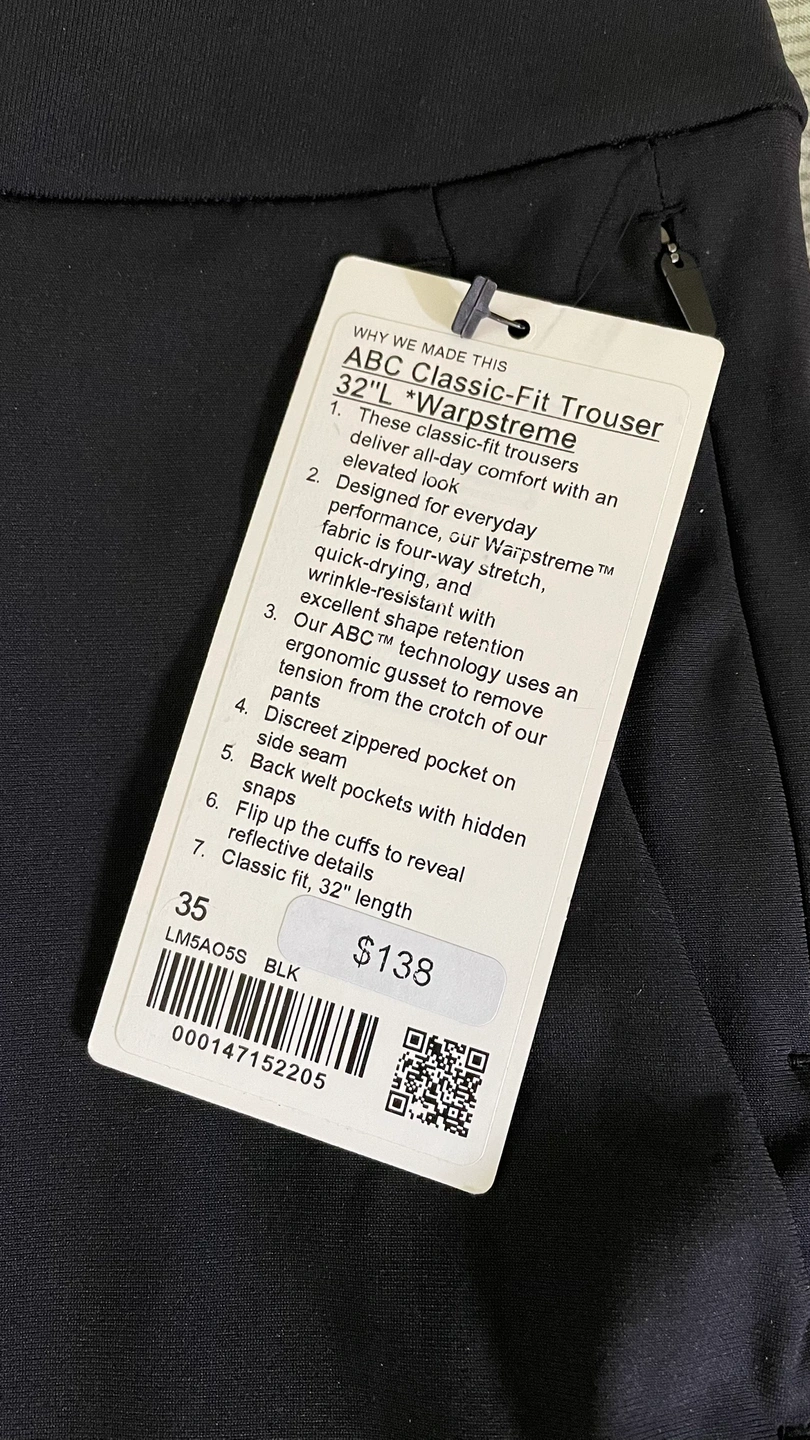 WHY WE MADE THIS
ABC Classic-Fit Trouser
32"L *Warpstreme
1. These classic-fit trousers
deliver all-day comfort with an
elevated look
2. Designed for everyday
performance, our Warpstreme™
fabric is four-way stretch,
quick-drying, and
wrinkle-resistant with
excellent shape retention
3. Our ABC™ technology uses an
ergonomic gusset to remove
tension from the crotch of our
pants
4. Discreet zippered pocket on
side seam
5. Back welt pockets with hidden
snaps
6. Flip up the cuffs to reveal
reflective details
7. Classic fit, 32" length
35
$138
LM5AO5S BLK
000147152205